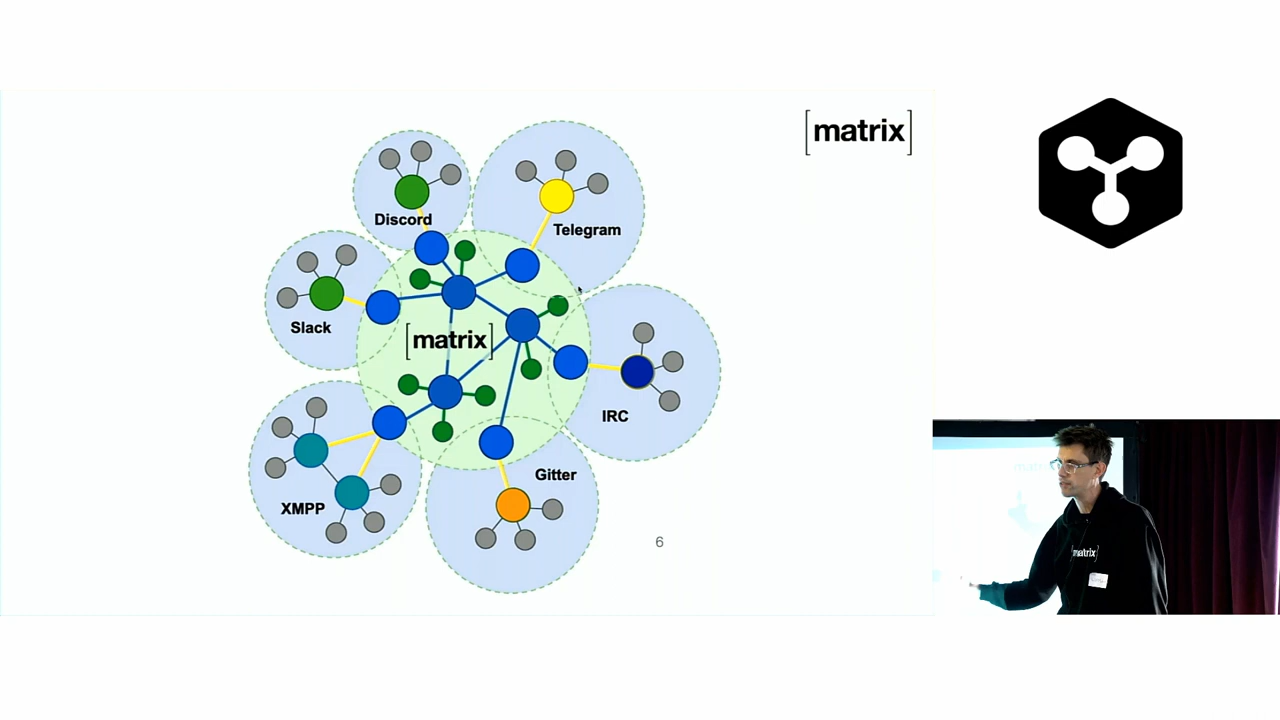 [matrix]
Discord
Telegram
Slack
[matrix]
IRC
Gitter
XMPP
6
[matrix]